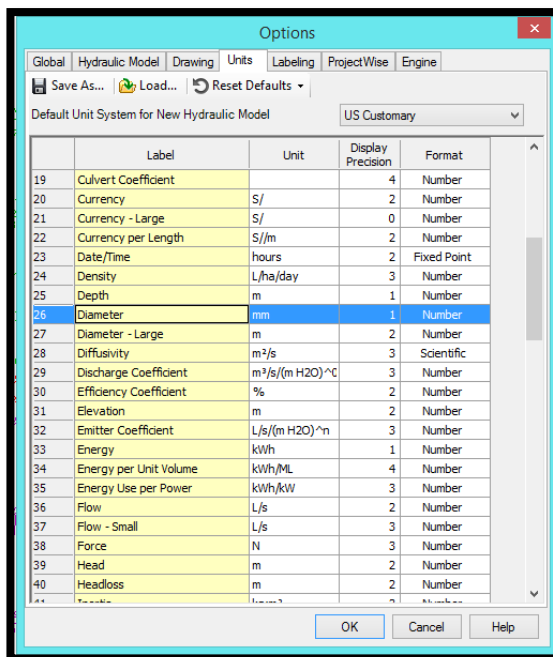 Options
Global Hydraulic Model Drawing Units Labeling ProjectWise Engine
Save As... Load... Reset Defaults
Default Unit System for New Hydraulic Model US Customary
Label Unit Display Precision Format
19 Culvert Coefficient 4 Number
20 Currency S/ 2 Number
21 Currency - Large S/ 0 Number
22 Currency per Length S//m 2 Number
23 Date/Time hours 2 Fixed Point
24 Density L/ha/day 3 Number
25 Depth m 1 Number
26 Diameter mm 1 Number
27 Diameter - Large m 2 Number
28 Diffusivity m²/s 3 Scientific
29 Discharge Coefficient m³/s/(m H2O)^ 3 Number
30 Efficiency Coefficient % 2 Number
31 Elevation m 2 Number
32 Emitter Coefficient L/s/(m H2O)^n 3 Number
33 Energy kWh 1 Number
34 Energy per Unit Volume kWh/ML 4 Number
35 Energy Use per Power kWh/kW 3 Number
36 Flow L/s 2 Number
37 Flow - Small L/s 3 Number
38 Force N 3 Number
39 Head m 2 Number
40 Headloss m 2 Number
OK Cancel Help